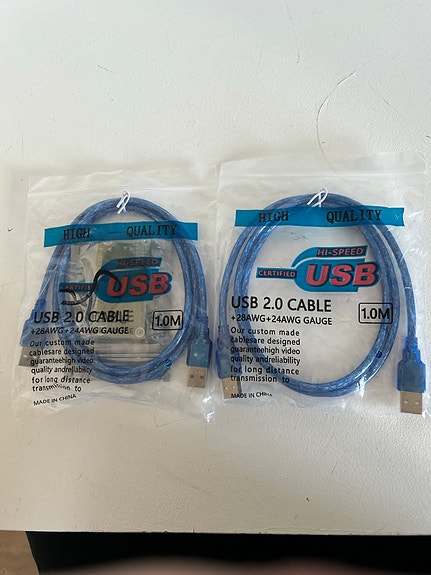 HIGH QUALITY
HI-SPEED
CERTIFIED USB
USB 2.0 CABLE
+28AWG+24AWG GAUGE
1.0M
Our custom made
cablesare designed
guaranteehigh video
quality andreliability
for long distance
transmission to
MADE IN CHINA
HIGH QUALITY
HI-SPEED
CERTIFIED USB
USB 2.0 CABLE
+28AWG+24AWG GAUGE
1.0M
Our custom made
cablesare designed
guaranteehigh video
quality andreliability
for long distance
transmission to
MADE IN CHINA